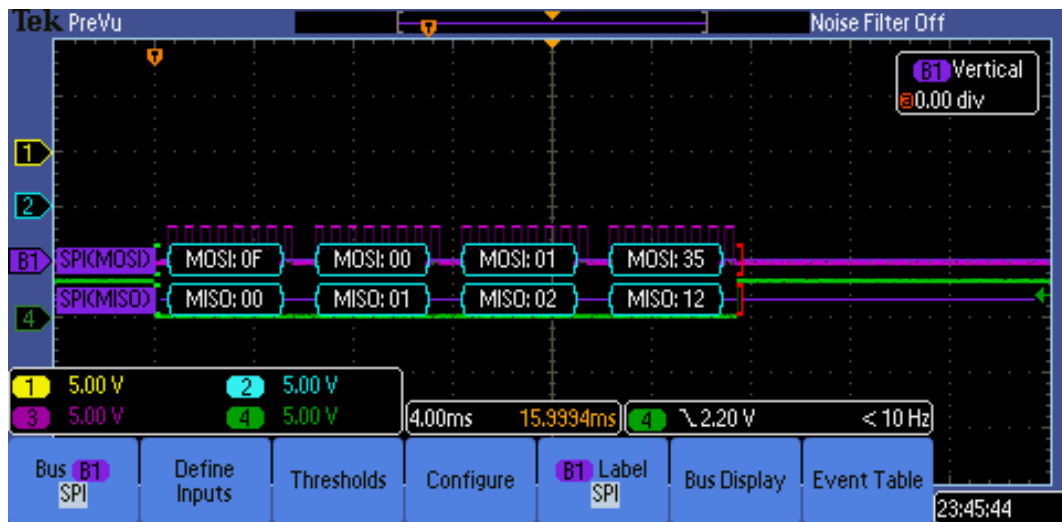 Tek PreVu Noise Filter Off
T
T
B1 Vertical
a 0.00 div
1
2
B1 SPI(MOSI) MOSI: 0F MOSI: 00 MOSI: 01 MOSI: 35
SPI(MISO) MISO: 00 MISO: 01 MISO: 02 MISO: 12
4
1 5.00 V 2 5.00 V
3 5.00 V 4 5.00 V 4.00ms 15.9994ms 4 2.20 V < 10 Hz
Bus B1 SPI
Define Inputs
Thresholds
Configure
B1 Label SPI
Bus Display
Event Table
23:45:44